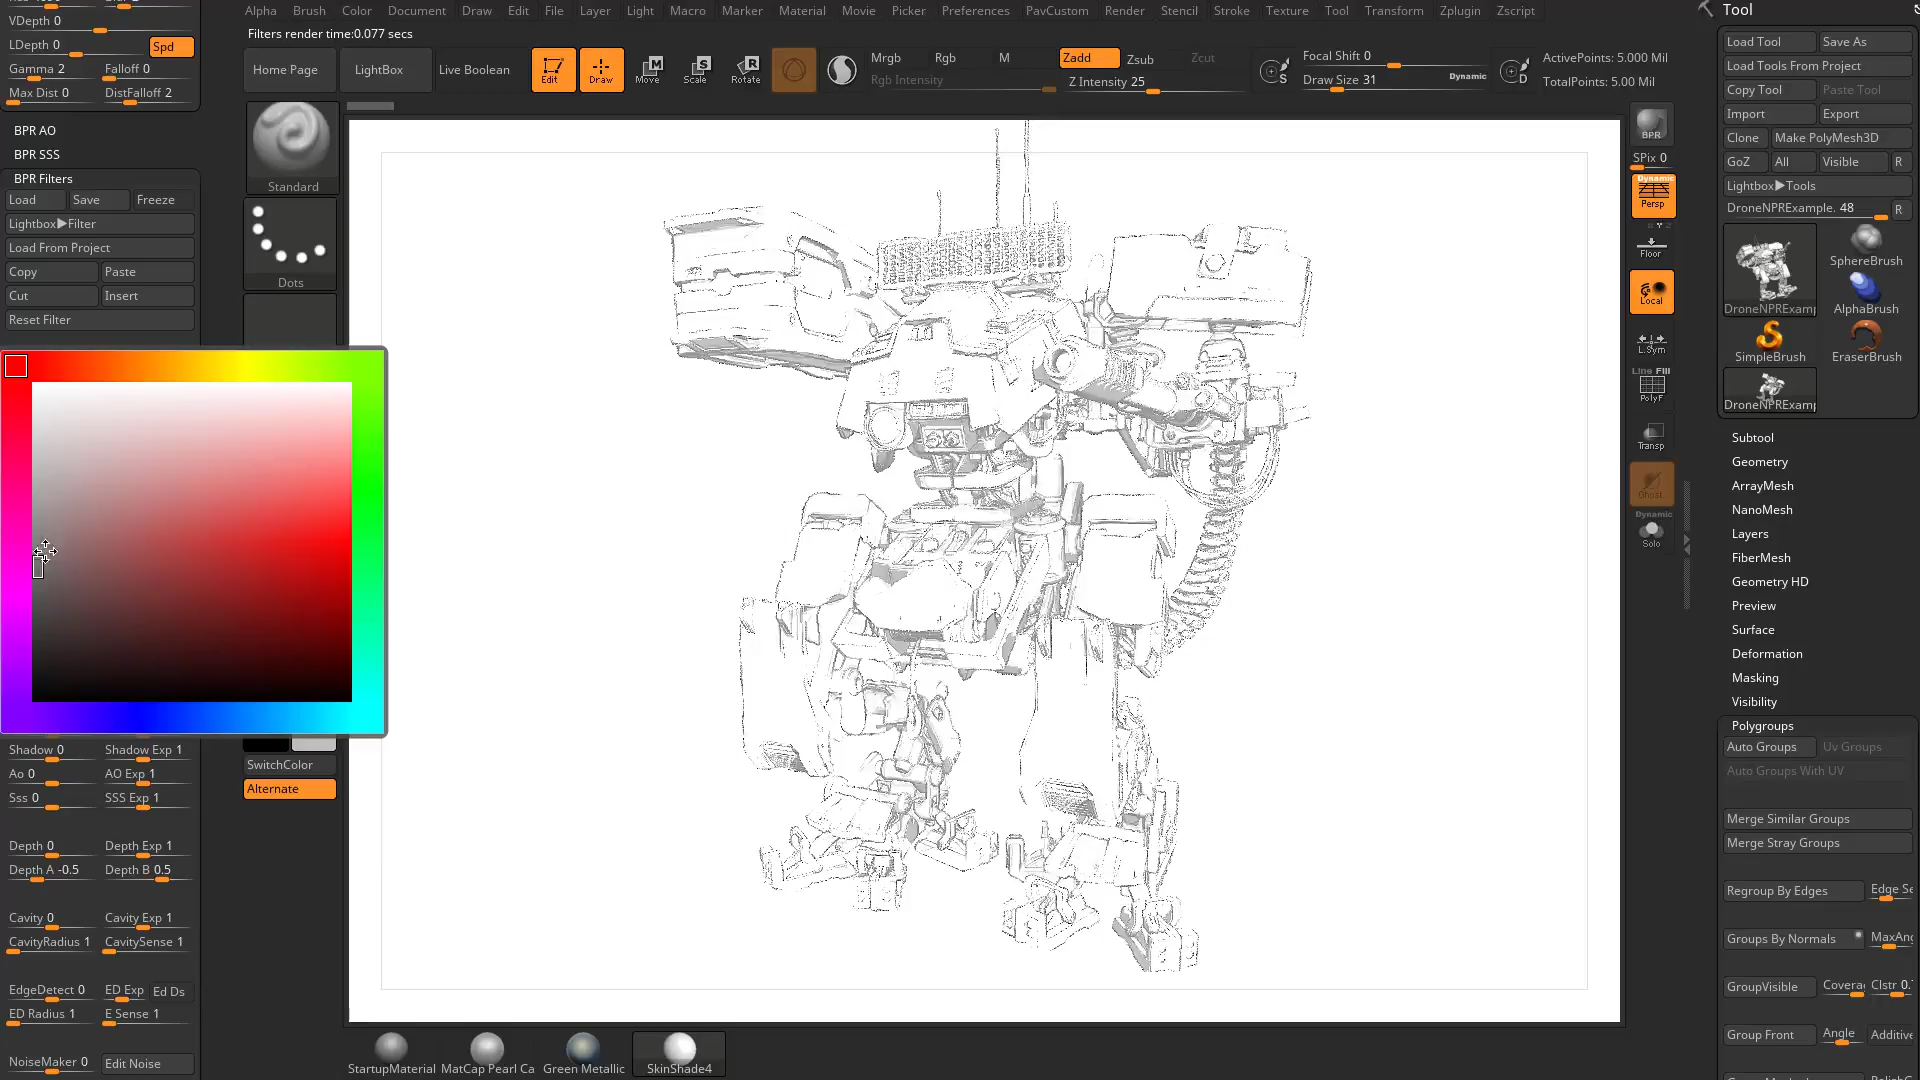 Alpha Brush Color Document Draw Edit File Layer Light Macro Marker Material Movie Picker Preferences PavCustom Render Stencil Stroke Texture Tool Transform Zplugin Zscript
Filters render time:0.077 secs
VDepth 0
LDepth 0 Spd
Gamma 2 Falloff 0
Max Dist 0 DistFalloff 2
BPR AO
BPR SSS
BPR Filters
Load Save Freeze
Lightbox▶Filter
Load From Project
Copy Paste
Cut Insert
Reset Filter
Shadow 0 Shadow Exp 1
Ao 0 AO Exp 1
Sss 0 SSS Exp 1
Depth 0 Depth Exp 1
Depth A -0.5 Depth B 0.5
Cavity 0 Cavity Exp 1
CavityRadius 1 CavitySense 1
EdgeDetect 0 ED Exp Ed Ds
ED Radius 1 E Sense 1
NoiseMaker 0 Edit Noise
Home Page LightBox Live Boolean
Edit Draw Move Scale Rotate
Mrgb Rgb M
Rgb Intensity
Zadd Zsub Zcut
Z Intensity 25
Focal Shift 0
Draw Size 31 Dynamic
ActivePoints: 5.000 Mil
TotalPoints: 5.00 Mil
Standard
Dots
SwitchColor
Alternate
StartupMaterial MatCap Pearl Ca Green Metallic SkinShade4
BPR
SPix 0
Dynamic
Persp
Floor
Local
L.Sym
Line Fill
PolyF
Transp
Ghost
Dynamic
Solo
Tool
Load Tool Save As
Load Tools From Project
Copy Tool Paste Tool
Import Export
Clone Make PolyMesh3D
GoZ All Visible R
Lightbox▶Tools
DroneNPRExample. 48 R
DroneNPRExamp
SphereBrush
AlphaBrush
SimpleBrush EraserBrush
DroneNPRExamp
Subtool
Geometry
ArrayMesh
NanoMesh
Layers
FiberMesh
Geometry HD
Preview
Surface
Deformation
Masking
Visibility
Polygroups
Auto Groups Uv Groups
Auto Groups With UV
Merge Similar Groups
Merge Stray Groups
Regroup By Edges Edge Se
Groups By Normals MaxAng
GroupVisible Covera Clstr 0.
Group Front Angle Additive